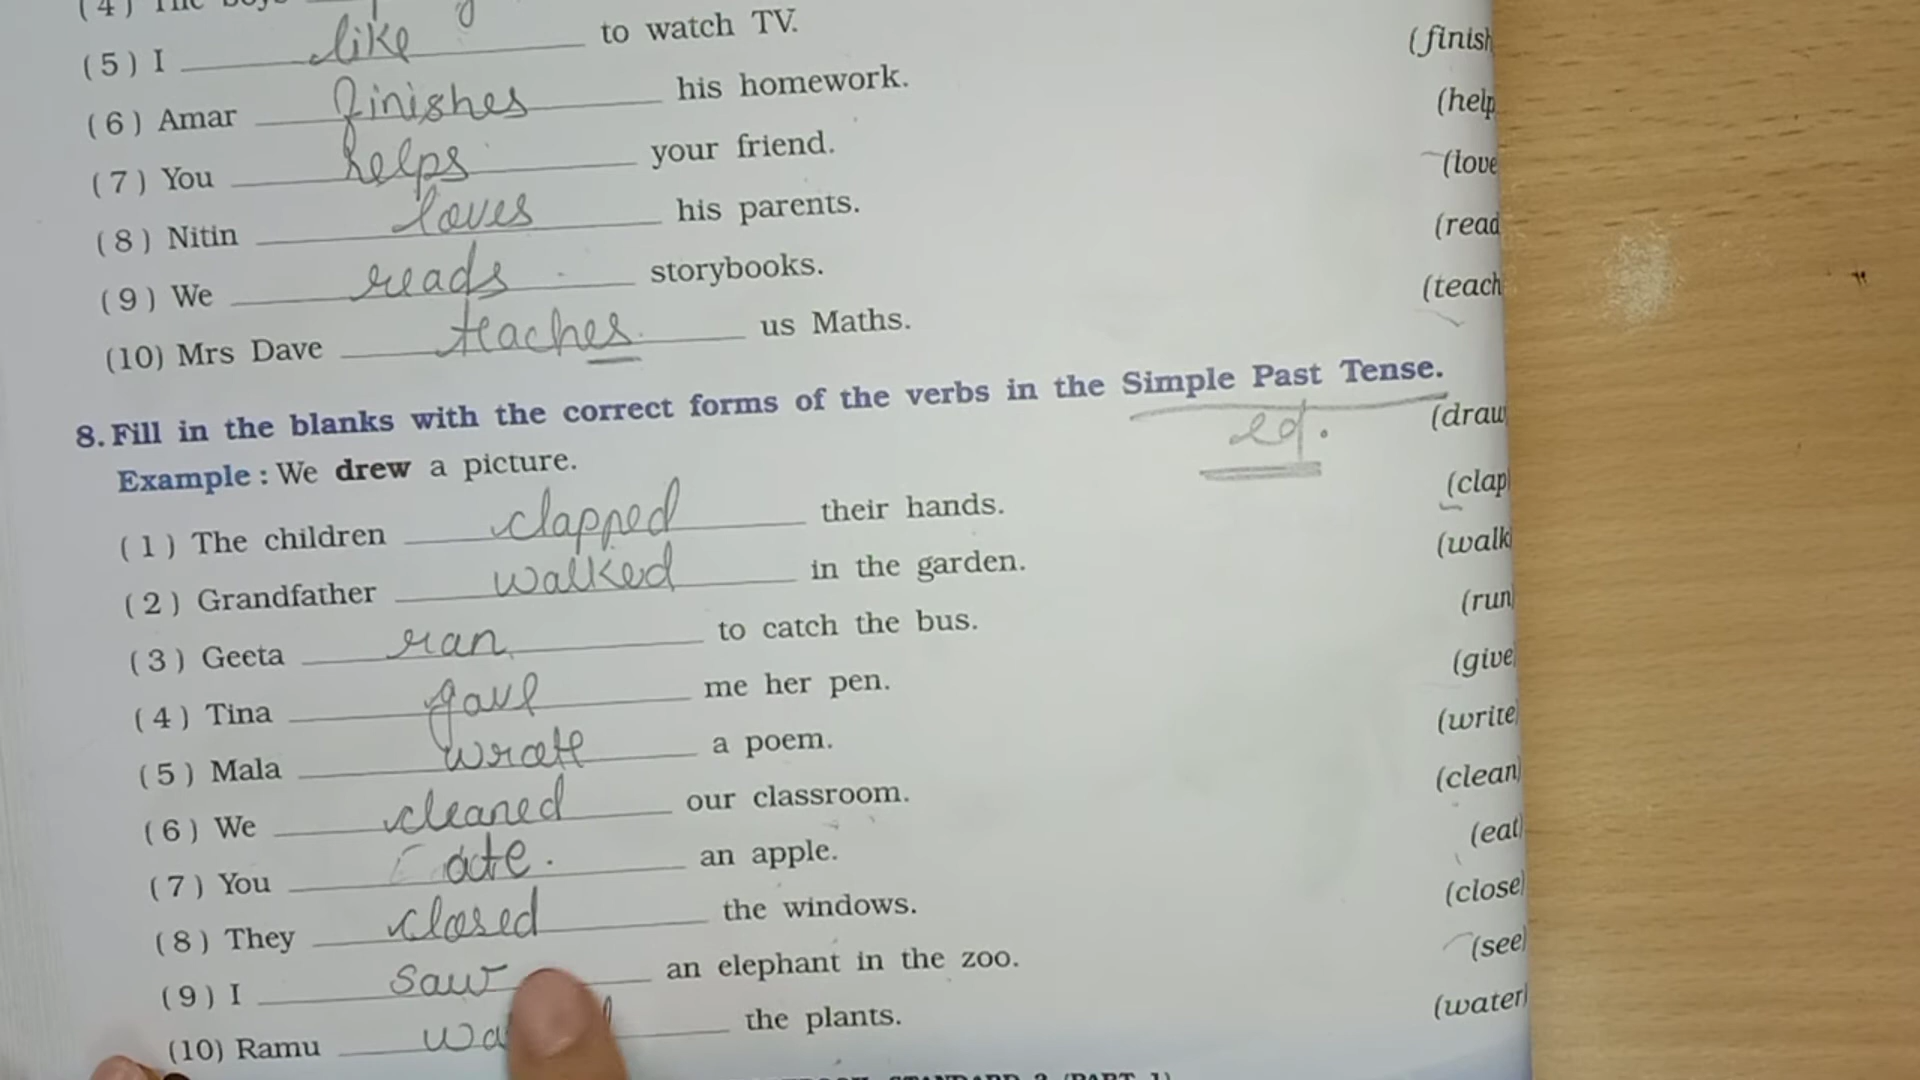 (4) The boys
(5) I like to watch TV. (finish
(6) Amar finishes his homework. (help
(7) You helps your friend. (love
(8) Nitin loves his parents. (read
(9) We reads storybooks. (teach
(10) Mrs Dave teaches us Maths.
8. Fill in the blanks with the correct forms of the verbs in the Simple Past Tense.
ed.
Example : We drew a picture. (draw
(1) The children clapped their hands. (clap
(2) Grandfather walked in the garden. (walk
(3) Geeta ran to catch the bus. (run
(4) Tina gave me her pen. (give
(5) Mala wrote a poem. (write)
(6) We cleaned our classroom. (clean)
(7) You ate. an apple. (eat)
(8) They closed the windows. (close)
(9) I saw an elephant in the zoo. (see)
(10) Ramu the plants. (water)